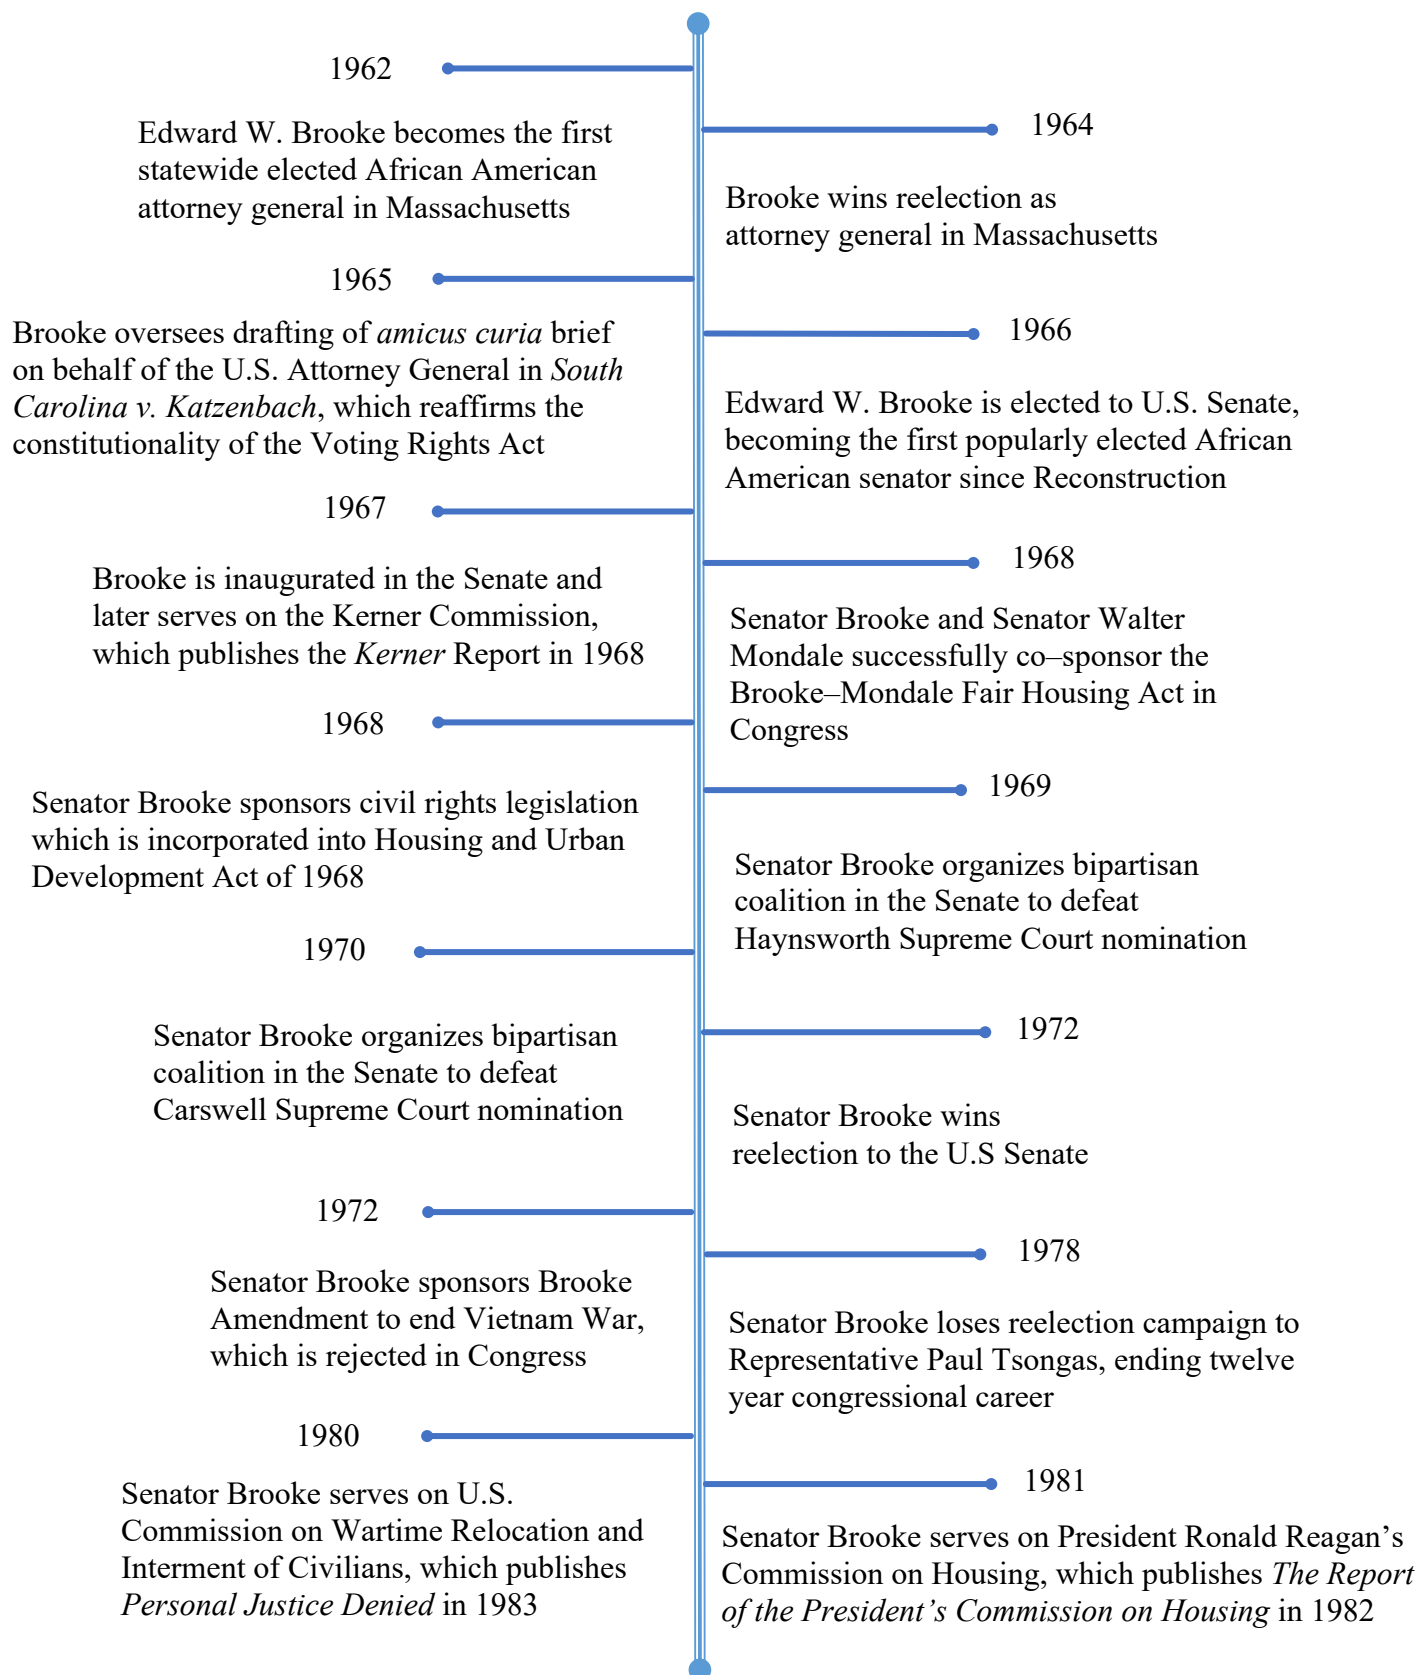 1962
Edward W. Brooke becomes the first
statewide elected African American
attorney general in Massachusetts
1964
Brooke wins reelection as
attorney general in Massachusetts
1965
Brooke oversees drafting of amicus curia brief
on behalf of the U.S. Attorney General in South
Carolina v. Katzenbach, which reaffirms the
constitutionality of the Voting Rights Act
1966
Edward W. Brooke is elected to U.S. Senate,
becoming the first popularly elected African
American senator since Reconstruction
1967
Brooke is inaugurated in the Senate and
later serves on the Kerner Commission,
which publishes the Kerner Report in 1968
1968
Senator Brooke and Senator Walter
Mondale successfully co–sponsor the
Brooke–Mondale Fair Housing Act in
Congress
1968
Senator Brooke sponsors civil rights legislation
which is incorporated into Housing and Urban
Development Act of 1968
1969
Senator Brooke organizes bipartisan
coalition in the Senate to defeat
Haynsworth Supreme Court nomination
1970
Senator Brooke organizes bipartisan
coalition in the Senate to defeat
Carswell Supreme Court nomination
1972
Senator Brooke wins
reelection to the U.S Senate
1972
Senator Brooke sponsors Brooke
Amendment to end Vietnam War,
which is rejected in Congress
1978
Senator Brooke loses reelection campaign to
Representative Paul Tsongas, ending twelve
year congressional career
1980
Senator Brooke serves on U.S.
Commission on Wartime Relocation and
Interment of Civilians, which publishes
Personal Justice Denied in 1983
1981
Senator Brooke serves on President Ronald Reagan’s
Commission on Housing, which publishes The Report
of the President’s Commission on Housing in 1982